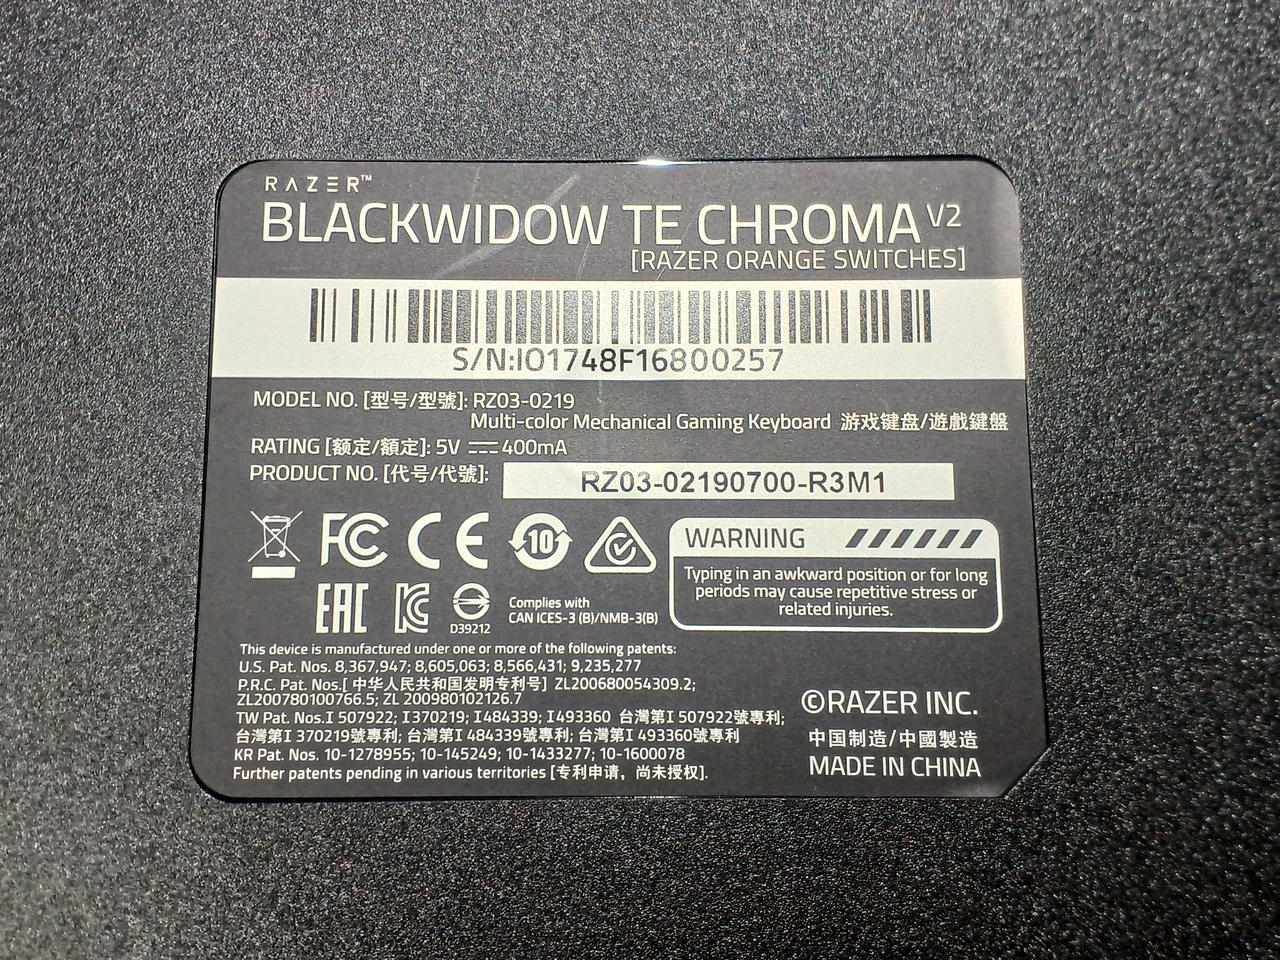 RAZER™
BLACKWIDOW TE CHROMA V2
[RAZER ORANGE SWITCHES]
S/N:IO1748F16800257
MODEL NO. [型号/型號]: RZ03-0219
Multi-color Mechanical Gaming Keyboard 游戏键盘/遊戲鍵盤
RATING [额定/額定]: 5V ⎓ 400mA
PRODUCT NO. [代号/代號]: RZ03-02190700-R3M1
FC CE 10
WARNING
Typing in an awkward position or for long
periods may cause repetitive stress or
related injuries.
EAC KC D39212
Complies with
CAN ICES-3 (B)/NMB-3(B)
This device is manufactured under one or more of the following patents:
U.S. Pat. Nos. 8,367,947; 8,605,063; 8,566,431; 9,235,277
P.R.C. Pat. Nos.[ 中华人民共和国发明专利号] ZL200680054309.2;
ZL200780100766.5; ZL 200980102126.7
TW Pat. Nos.I 507922; I370219; I484339; I493360 台灣第I 507922號專利;
台灣第I 370219號專利; 台灣第I 484339號專利; 台灣第I 493360號專利
KR Pat. Nos. 10-1278955; 10-145249; 10-1433277; 10-1600078
Further patents pending in various territories [专利申请，尚未授权].
©RAZER INC.
中国制造/中國製造
MADE IN CHINA